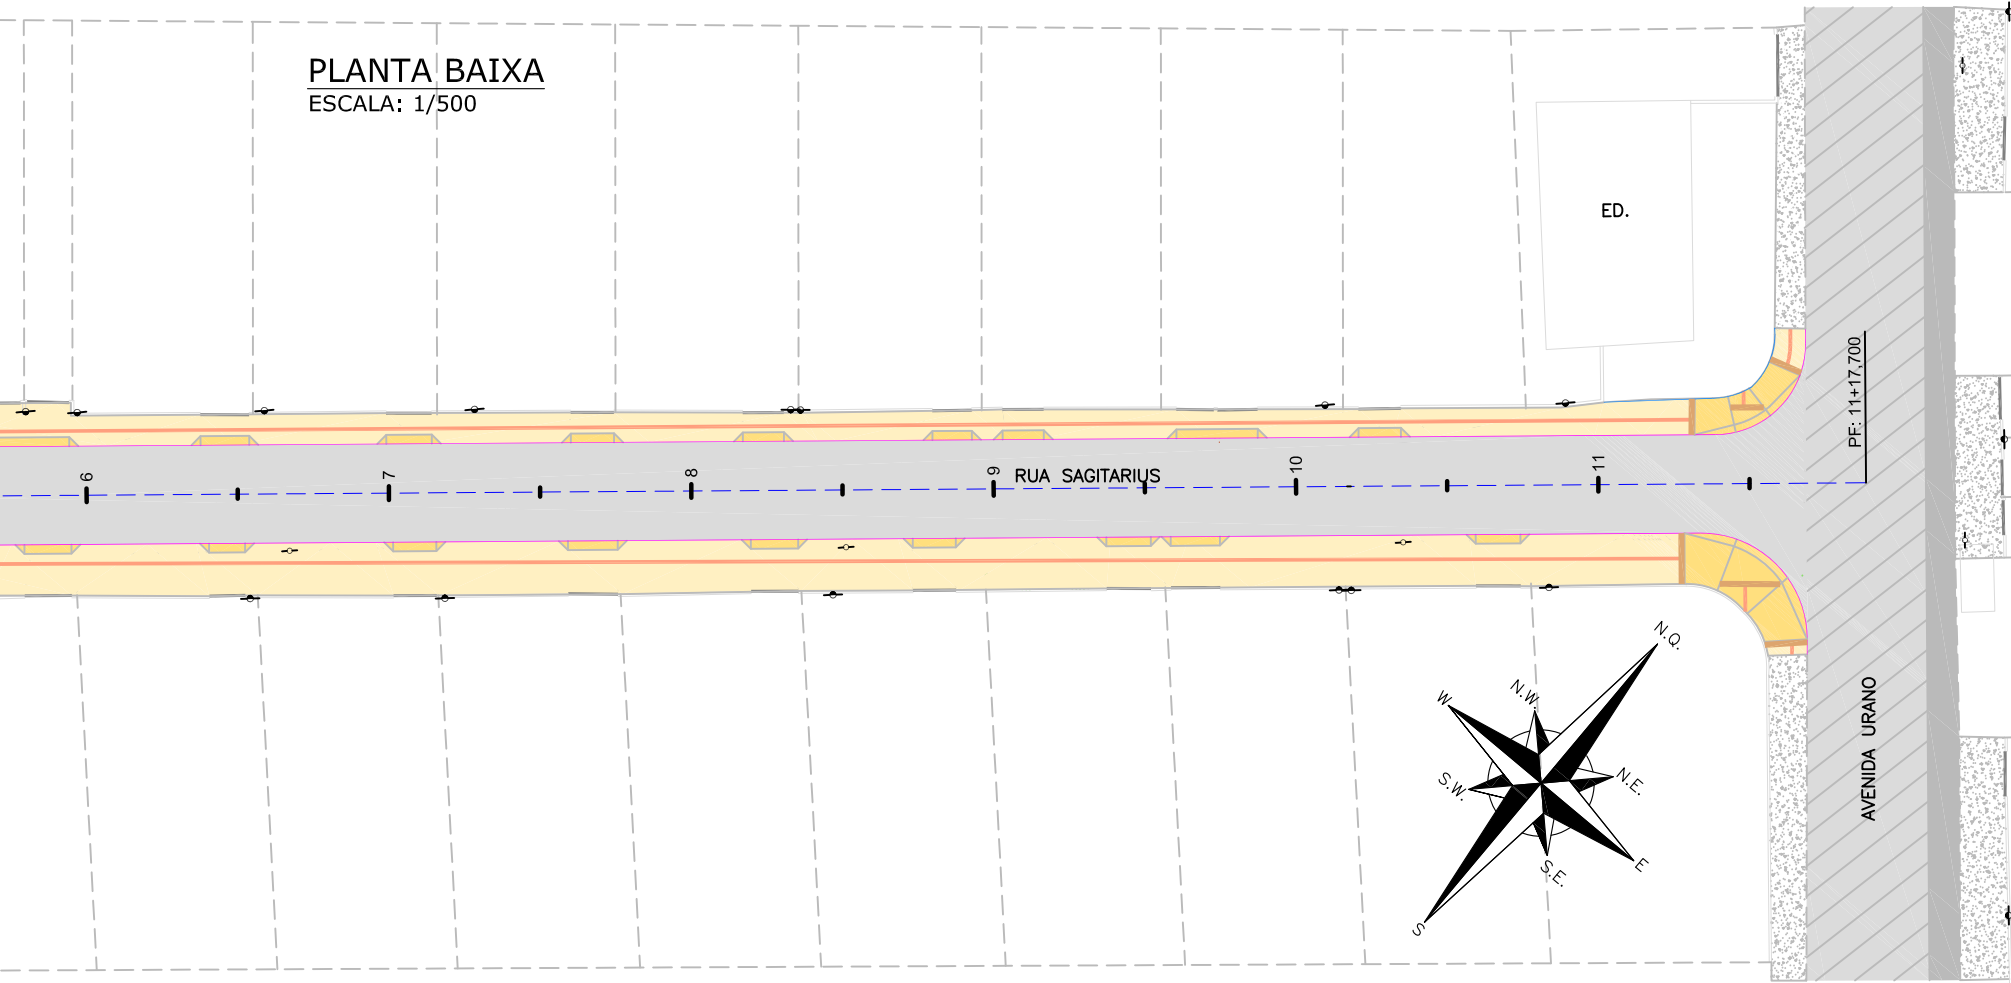 PLANTA BAIXA
ESCALA: 1/500
ED.
PF: 11+17,700
6
7
8
9
RUA SAGITARIUS
10
11
N.Q.
N.W.
W
N.E.
S.W.
E
S.E.
S
AVENIDA URANO